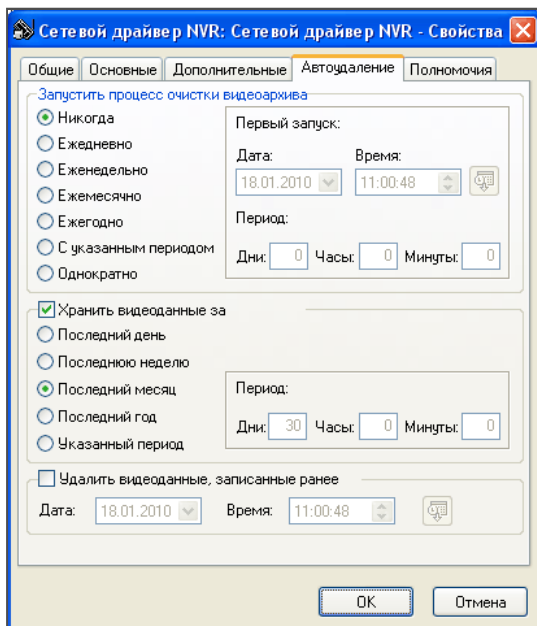 Сетевой драйвер NVR: Сетевой драйвер NVR - Свойства
Общие Основные Дополнительные Автоудаление Полномочия
Запустить процесс очистки видеоархива
Никогда
Ежедневно
Еженедельно
Ежемесячно
Ежегодно
С указанным периодом
Однократно
Первый запуск:
Дата: Время:
18.01.2010 11:00:48
Период:
Дни: 0 Часы: 0 Минуты: 0
Хранить видеоданные за
Последний день
Последнюю неделю
Последний месяц
Последний год
Указанный период
Период:
Дни: 30 Часы: 0 Минуты: 0
Удалить видеоданные, записанные ранее
Дата: 18.01.2010 Время: 11:00:48
OK Отмена